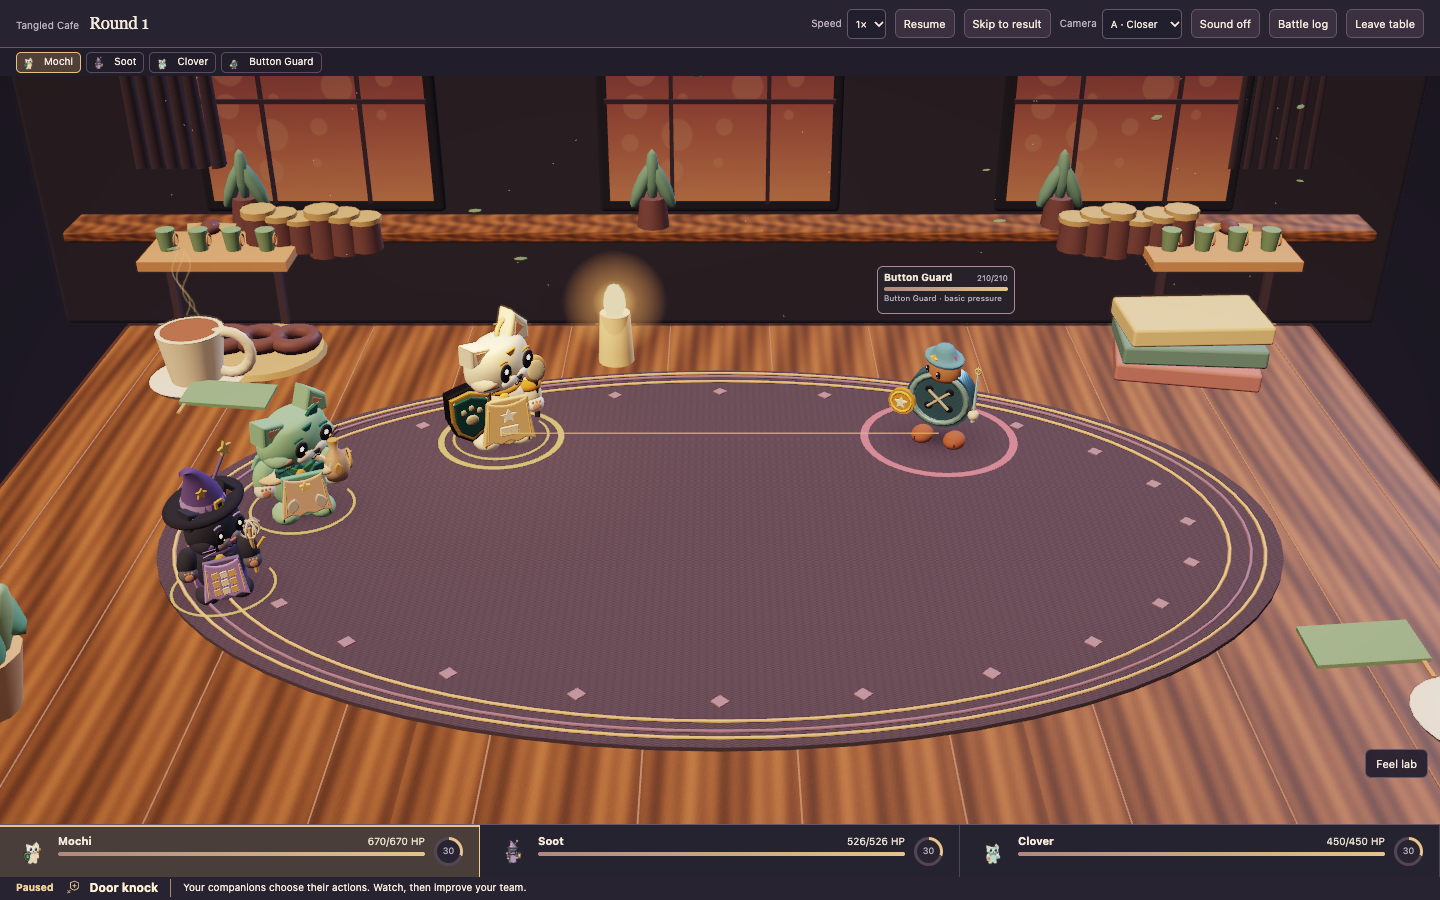 Tangled Cafe Round 1
Speed 1× Resume Skip to result Camera A · Closer Sound off Battle log Leave table
Mochi Soot Clover Button Guard
Button Guard 210/210
Button Guard · basic pressure
Feel lab
Mochi 670/670 HP 30
Soot 526/526 HP 30
Clover 450/450 HP 30
Paused Door knock Your companions choose their actions. Watch, then improve your team.